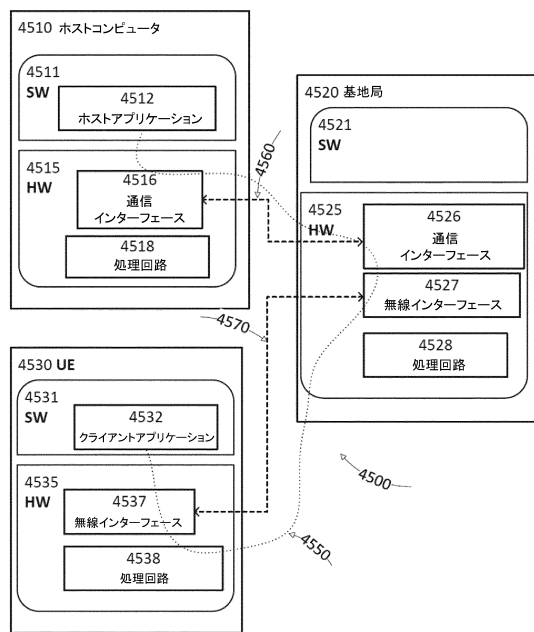 4510 ホストコンピュータ
4511
SW
4512
ホストアプリケーション
4515
HW
4516
通信
インターフェース
4518
処理回路
4560
4520 基地局
4521
SW
4525
HW
4526
通信
インターフェース
4527
無線インターフェース
4528
処理回路
4570
4530 UE
4531
SW
4532
クライアントアプリケーション
4535
HW
4537
無線インターフェース
4538
処理回路
4500
4550